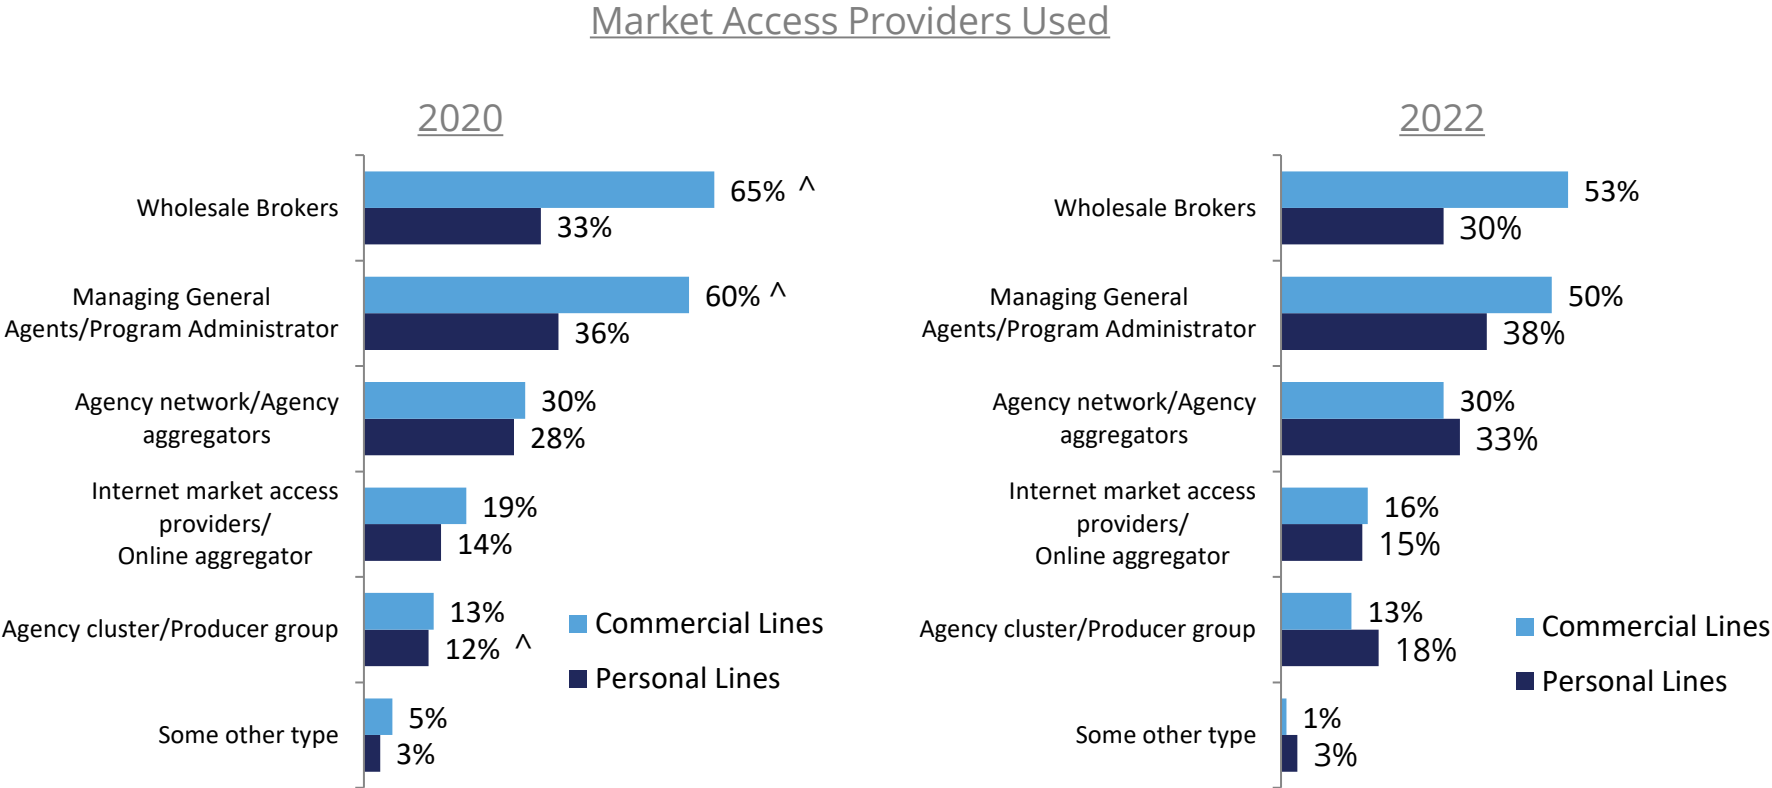 Market Access Providers Used
2020
Wholesale Brokers
65% ^
33%
Managing General
Agents/Program Administrator
60% ^
36%
Agency network/Agency
aggregators
30%
28%
Internet market access
providers/
Online aggregator
19%
14%
Agency cluster/Producer group
13%
12% ^
Some other type
5%
3%
Commercial Lines
Personal Lines
2022
Wholesale Brokers
53%
30%
Managing General
Agents/Program Administrator
50%
38%
Agency network/Agency
aggregators
30%
33%
Internet market access
providers/
Online aggregator
16%
15%
Agency cluster/Producer group
13%
18%
Some other type
1%
3%
Commercial Lines
Personal Lines